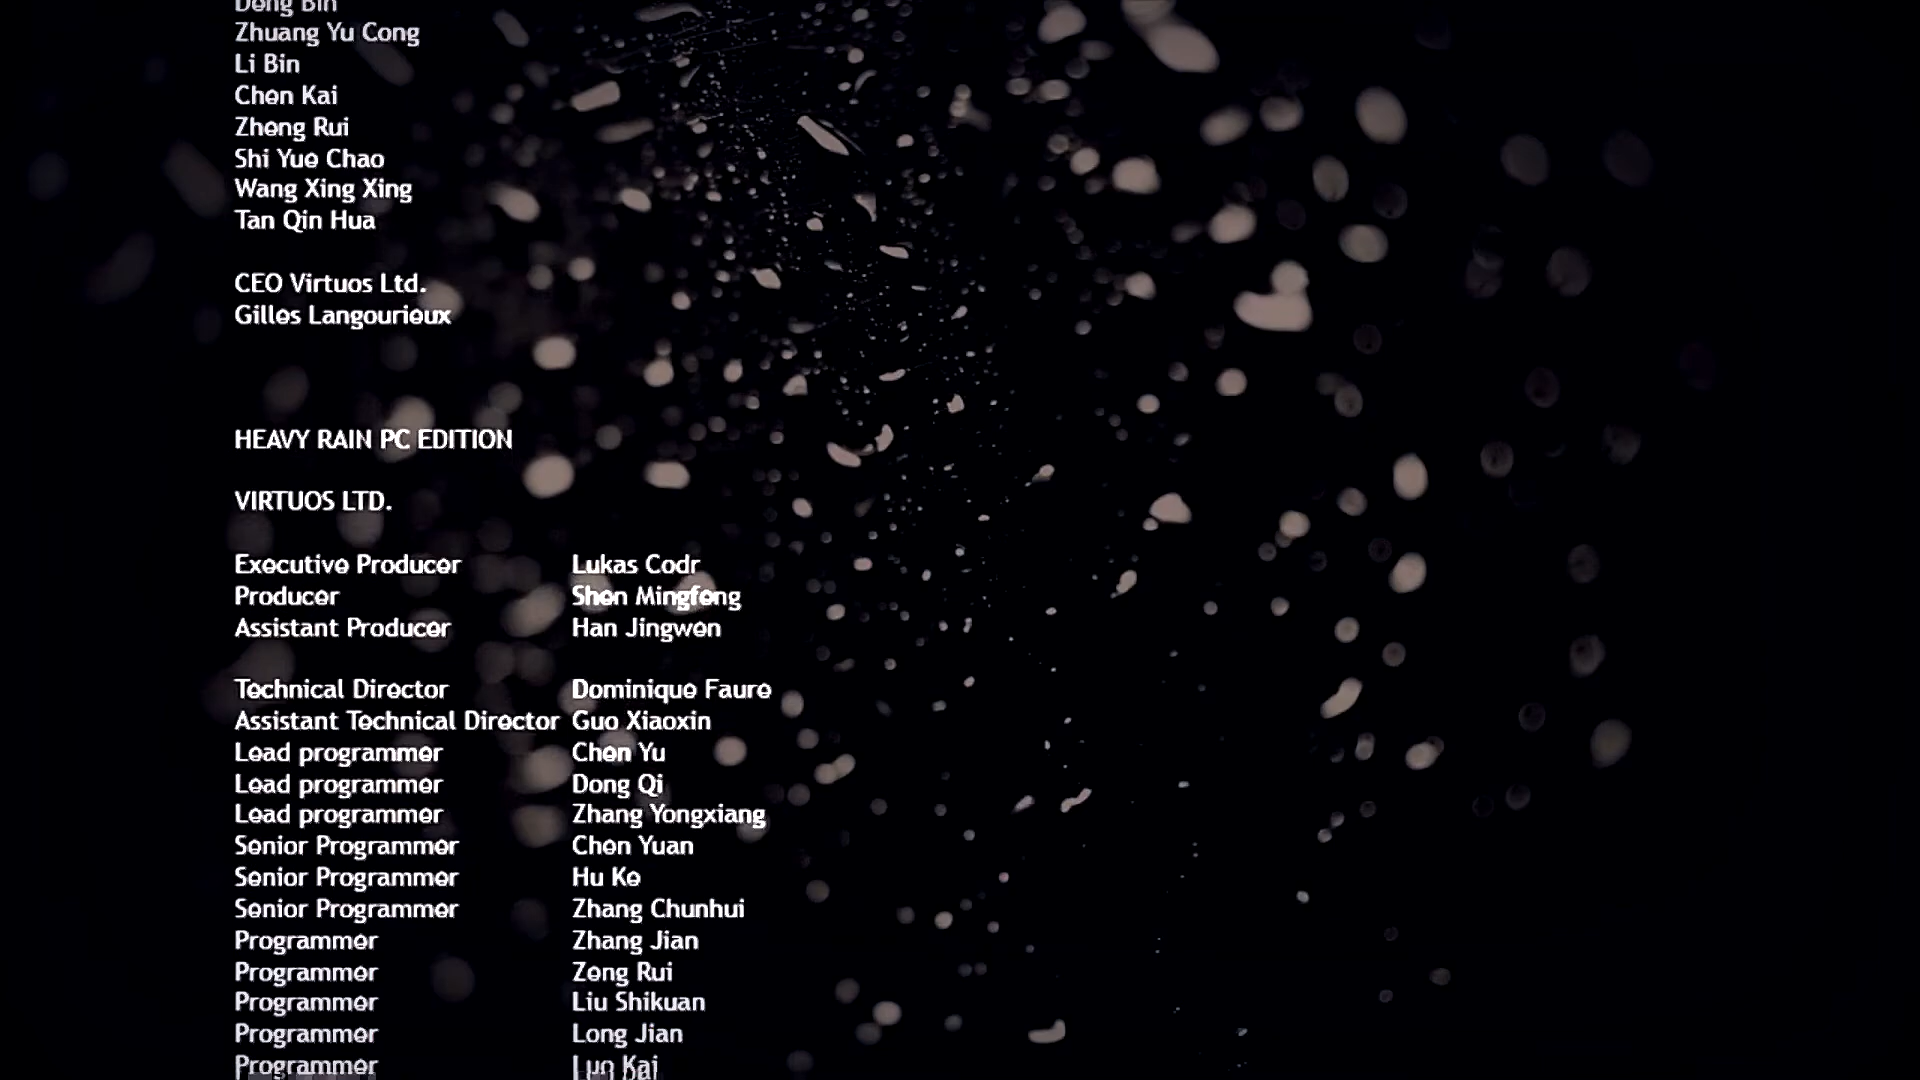 Deng Bin
Zhuang Yu Cong
Li Bin
Chen Kai
Zheng Rui
Shi Yue Chao
Wang Xing Xing
Tan Qin Hua
CEO Virtuos Ltd.
Gilles Langourieux
HEAVY RAIN PC EDITION
VIRTUOS LTD.
Executive Producer Lukas Codr
Producer Shen Mingfeng
Assistant Producer Han Jingwen
Technical Director Dominique Faure
Assistant Technical Director Guo Xiaoxin
Lead programmer Chen Yu
Lead programmer Dong Qi
Lead programmer Zhang Yongxiang
Senior Programmer Chen Yuan
Senior Programmer Hu Ke
Senior Programmer Zhang Chunhui
Programmer Zhang Jian
Programmer Zeng Rui
Programmer Liu Shikuan
Programmer Long Jian
Programmer Luo Kai